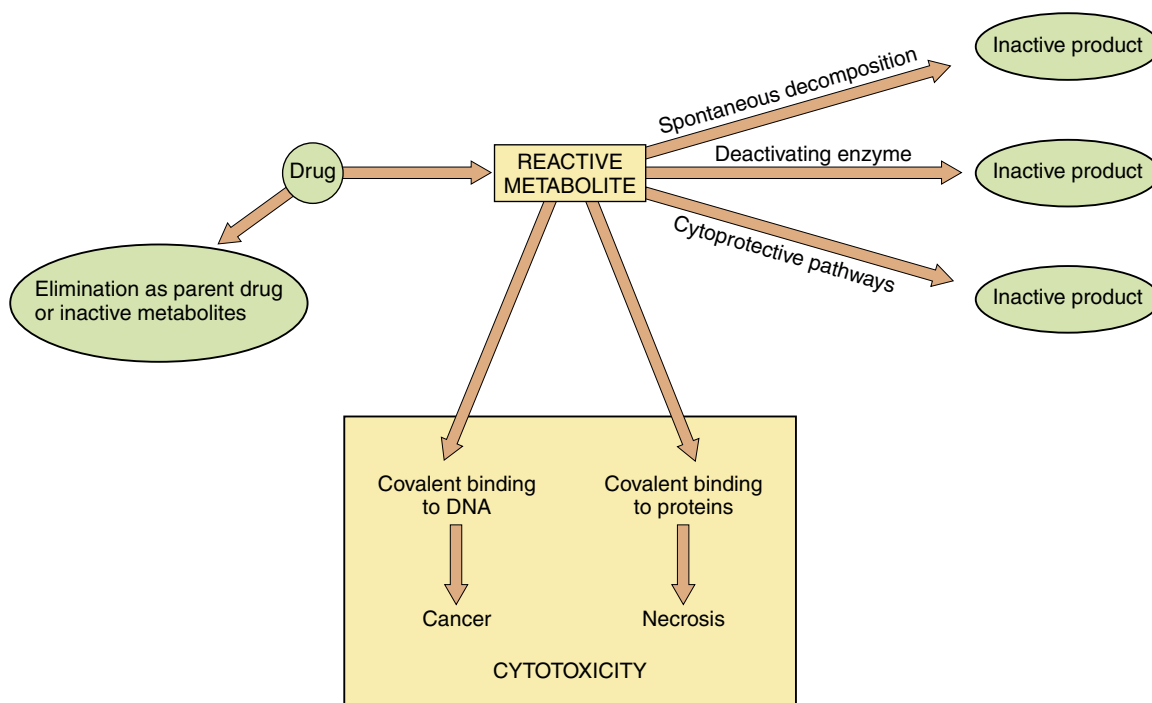 Inactive product
Spontaneous decomposition
Deactivating enzyme
Inactive product
Drug
REACTIVE
METABOLITE
Cytoprotective pathways
Inactive product
Elimination as parent drug
or inactive metabolites
Covalent binding
to DNA
Covalent binding
to proteins
Cancer
Necrosis
CYTOTOXICITY